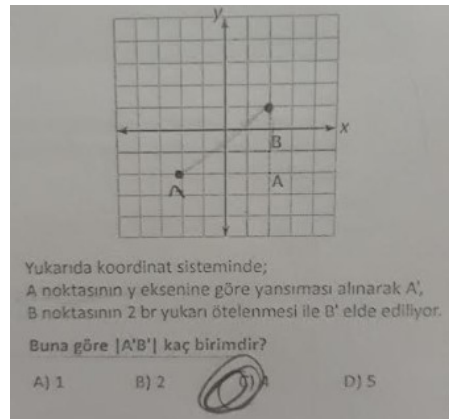 y
x
B
A
A
Yukarıda koordinat sisteminde;
A noktasının y eksenine göre yansıması alınarak A',
B noktasının 2 br yukarı ötelenmesi ile B' elde ediliyor.
Buna göre |A'B'| kaç birimdir?
A) 1 B) 2 C) 4 D) 5